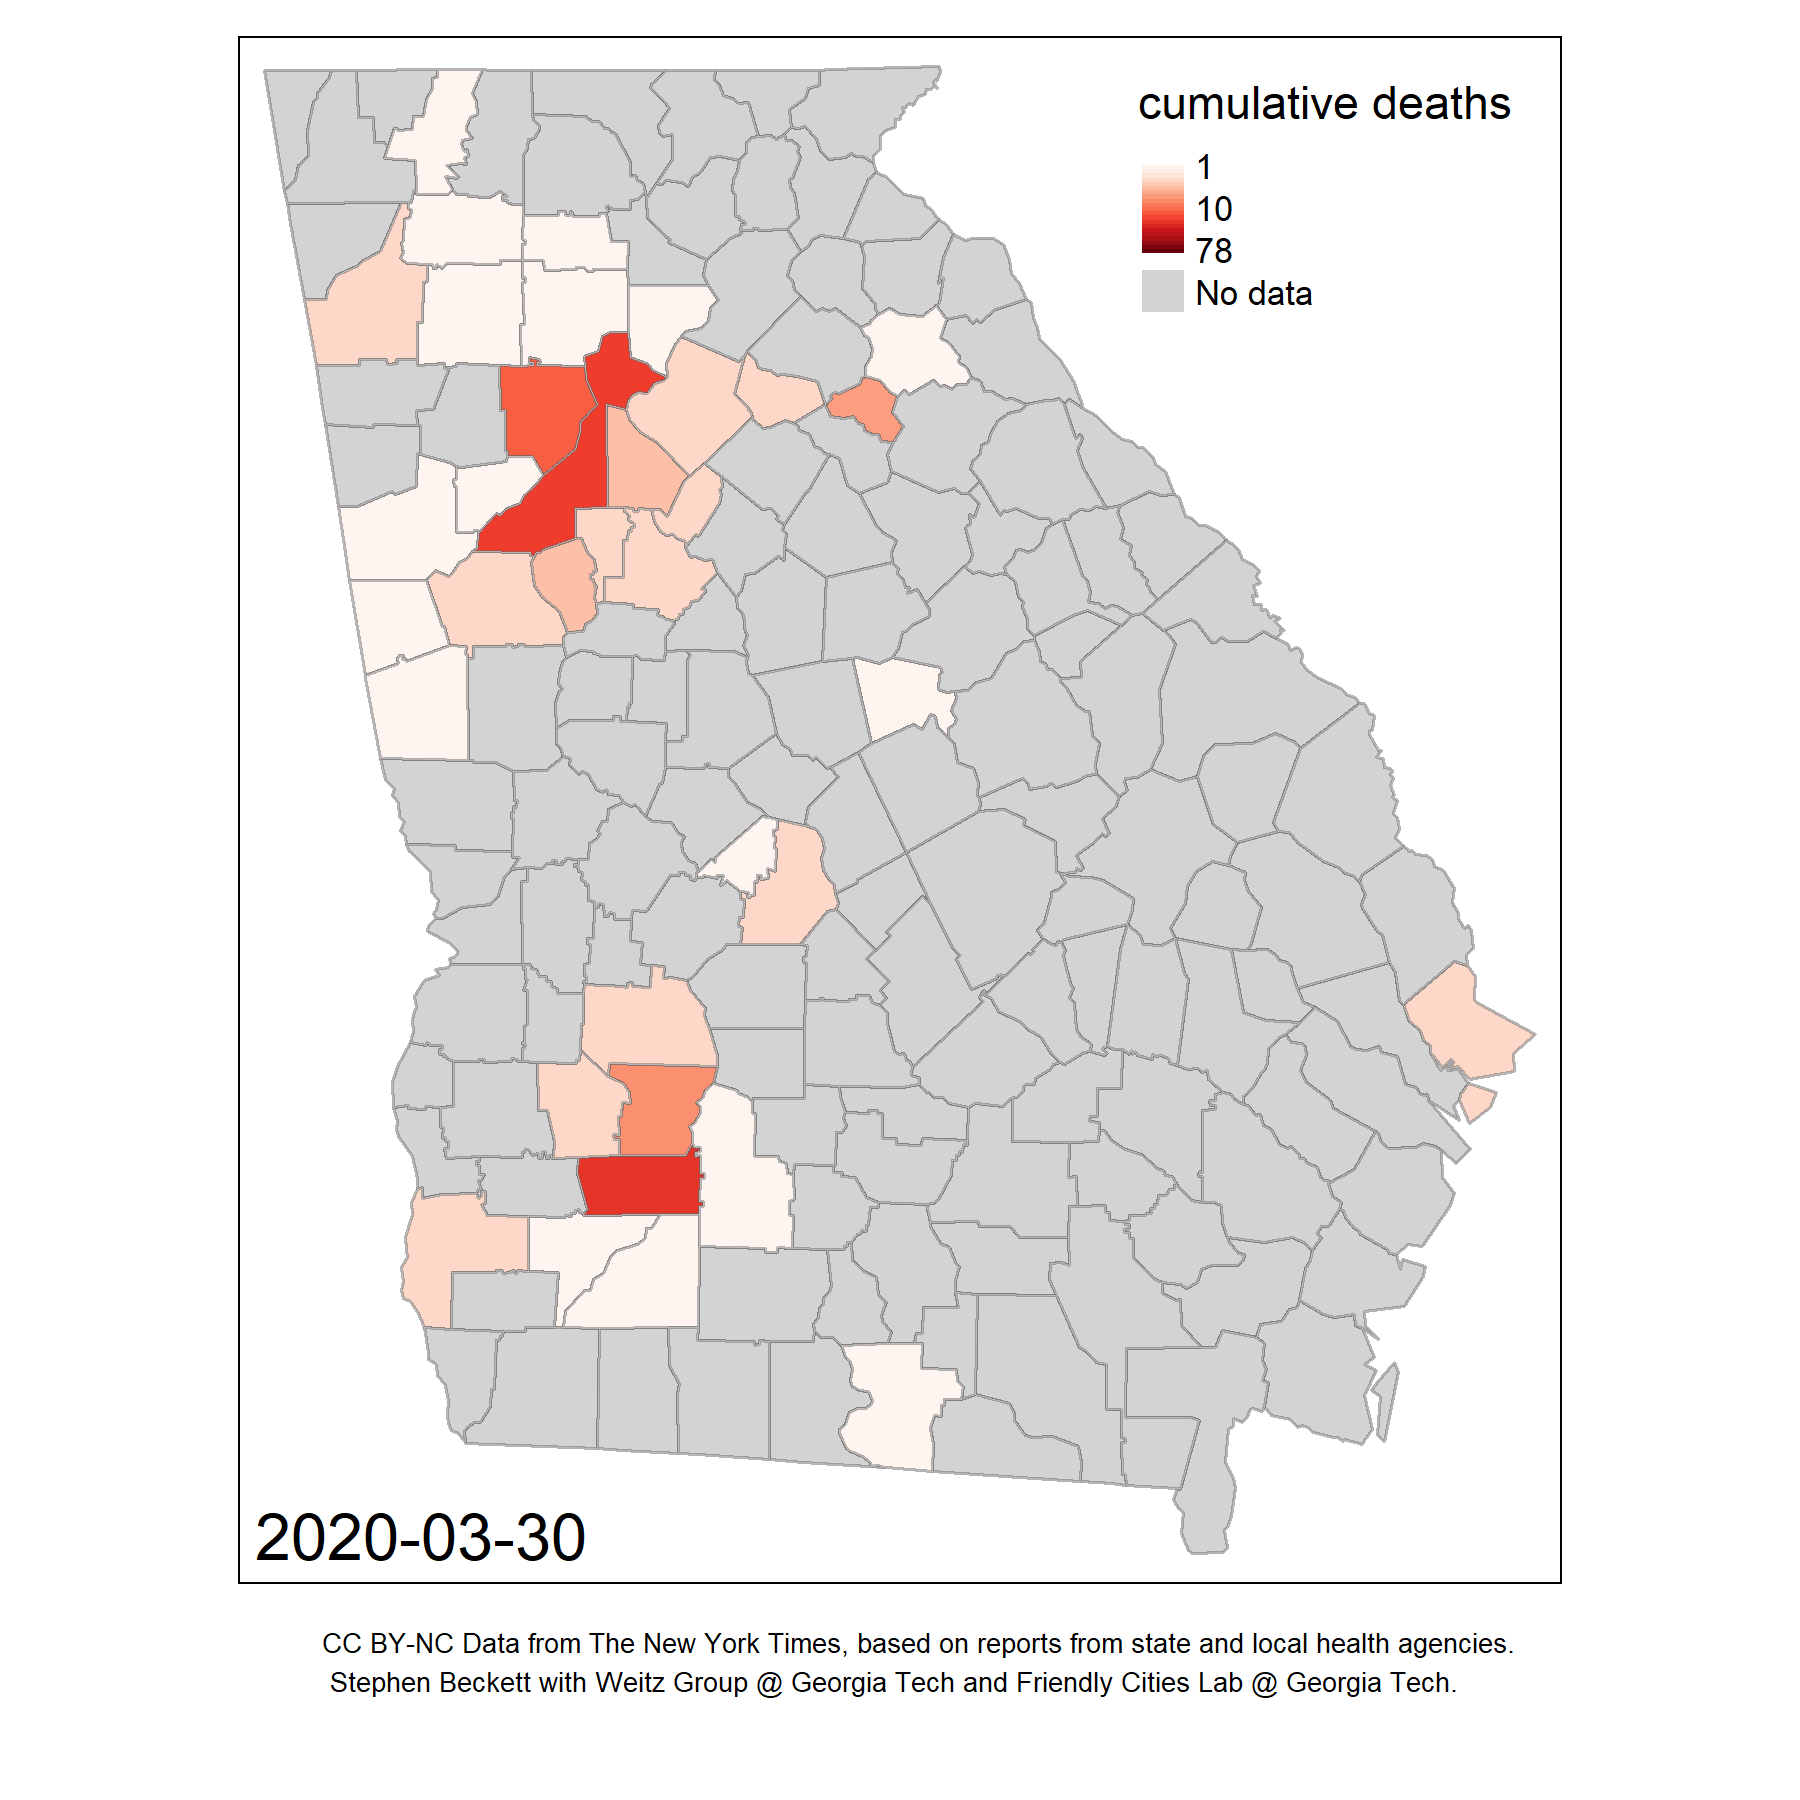 cumulative deaths
1
10
78
No data
2020-03-30
CC BY-NC Data from The New York Times, based on reports from state and local health agencies.
Stephen Beckett with Weitz Group @ Georgia Tech and Friendly Cities Lab @ Georgia Tech.